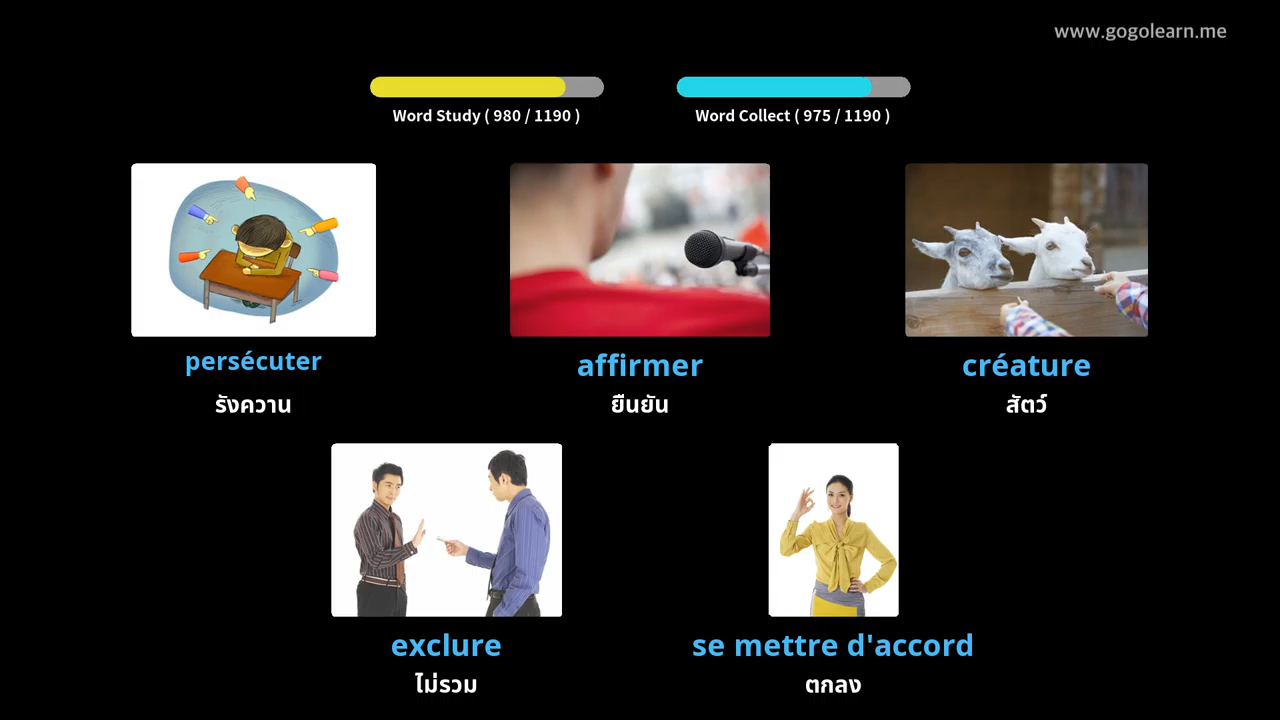 www.gogolearn.me
Word Study ( 980 / 1190 )
Word Collect ( 975 / 1190 )
persécuter
รังควาน
affirmer
ยืนยัน
créature
สัตว์
exclure
ไม่รวม
se mettre d'accord
ตกลง